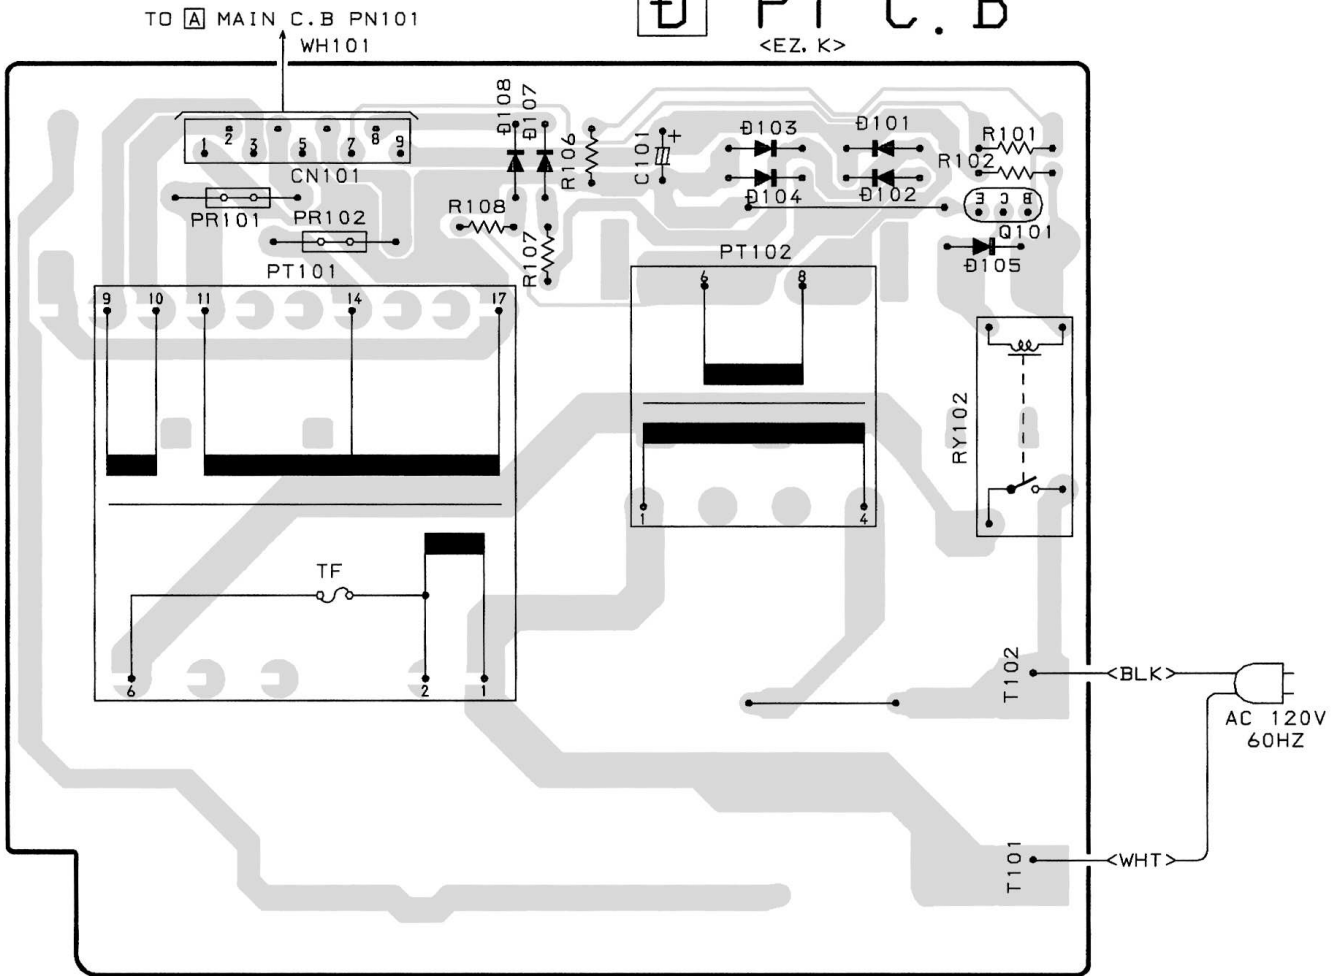 TO A MAIN C.B PN101
WH101
D PT C.B
<EZ, K>
D108
D107
R106
C101
+
D103
D101
R101
R102
D104
D102
1 2 3 5 7 8 9
CN101
PR101
PR102
R108
R107
E C B
Q101
D105
PT101
PT102
9 10 11 14 17
6 8
RY102
1 4
TF
6 2 1
T102
<BLK>
AC 120V
60HZ
T101
<WHT>